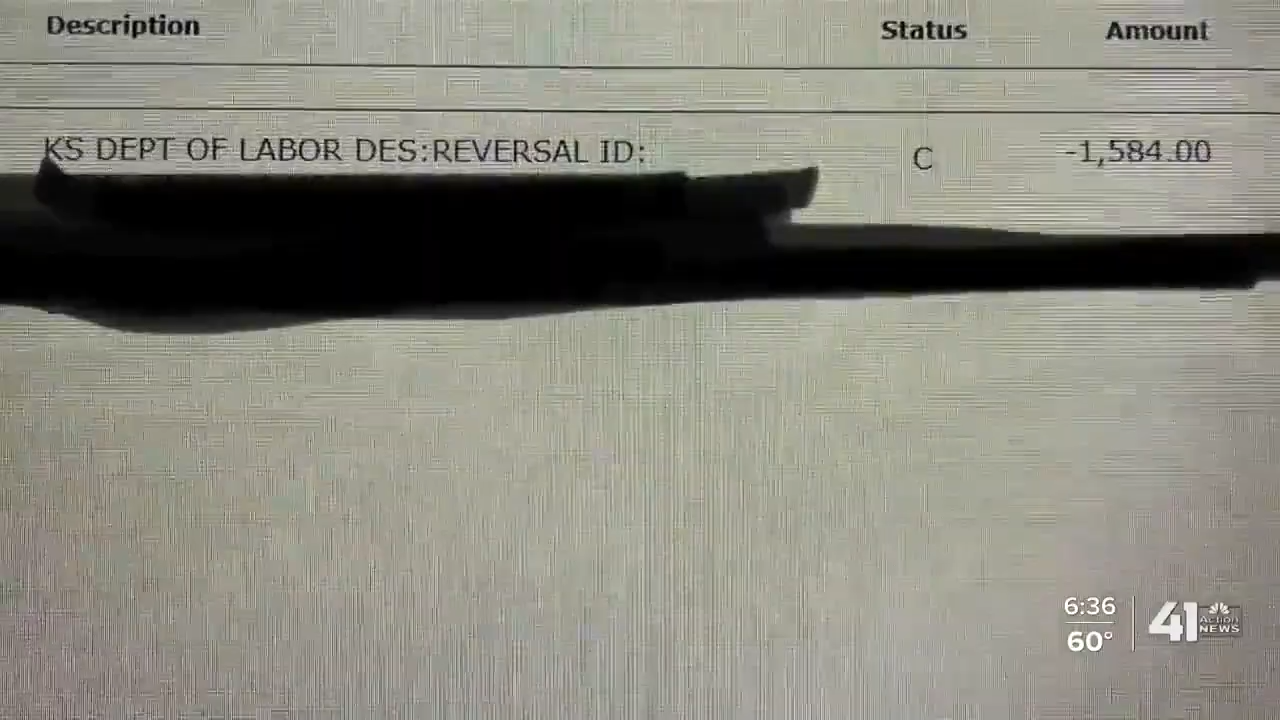 Description Status Amount
KS DEPT OF LABOR DES:REVERSAL ID: C -1,584.00
6:36
60°
41 Action NEWS